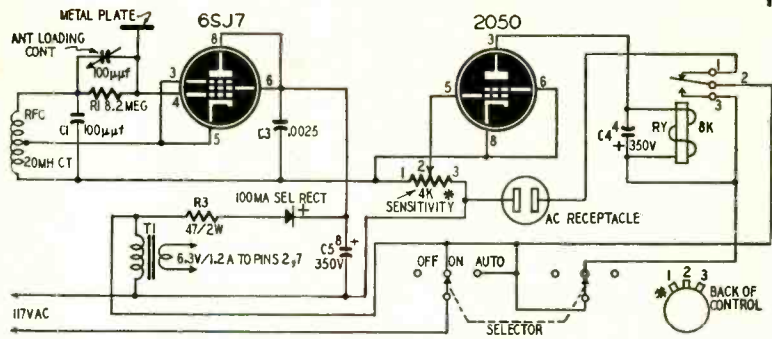 METAL PLATE
6SJ7
2050
ANT LOADING
CONT
100μμf
8
3
4
6
5
R1 8.2 MEG
RFC
C1
100μμf
20MH CT
C3
.0025
3
5
6
8
1
2
3
4K
*
SENSITIVITY
AC RECEPTACLE
C4
4
+
350V
RY
8K
1
2
3
R3
47/2W
100MA SEL RECT
+
T1
6.3V/1.2A TO PINS 2,7
C5
8
+
350V
OFF
ON
AUTO
SELECTOR
117VAC
*
1
2
3
BACK OF
CONTROL